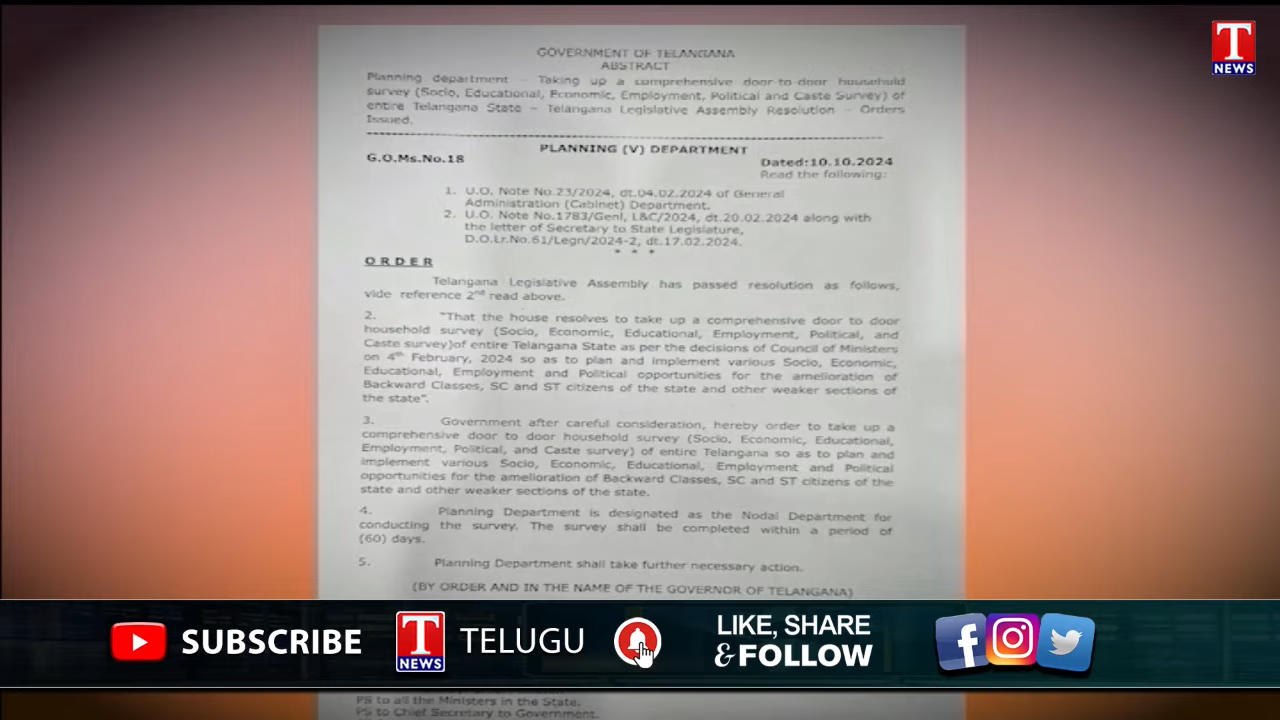 T
NEWS
GOVERNMENT OF TELANGANA
ABSTRACT
Planning department – Taking up a comprehensive door-to-door household
survey (Socio, Educational, Economic, Employment, Political and Caste Survey) of
entire Telangana State – Telangana Legislative Assembly Resolution – Orders
Issued.
PLANNING (V) DEPARTMENT
G.O.Ms.No.18
Dated:10.10.2024
Read the following:
1. U.O. Note No.23/2024, dt.04.02.2024 of General
Administration (Cabinet) Department.
2. U.O. Note No.1783/Genl, L&C/2024, dt.20.02.2024 along with
the letter of Secretary to State Legislature,
D.O.Lr.No.61/Legn/2024-2, dt.17.02.2024.
* * *
ORDER
Telangana Legislative Assembly has passed resolution as follows,
vide reference 2nd read above.
2. "That the house resolves to take up a comprehensive door to door
household survey (Socio, Economic, Educational, Employment, Political, and
Caste survey)of entire Telangana State as per the decisions of Council of Ministers
on 4th February, 2024 so as to plan and implement various Socio, Economic,
Educational, Employment and Political opportunities for the amelioration of
Backward Classes, SC and ST citizens of the state and other weaker sections of
the state".
3. Government after careful consideration, hereby order to take up a
comprehensive door to door household survey (Socio, Economic, Educational,
Employment, Political, and Caste survey) of entire Telangana so as to plan and
implement various Socio, Economic, Educational, Employment and Political
opportunities for the amelioration of Backward Classes, SC and ST citizens of the
state and other weaker sections of the state.
4. Planning Department is designated as the Nodal Department for
conducting the survey. The survey shall be completed within a period of
(60) days.
5. Planning Department shall take further necessary action.
(BY ORDER AND IN THE NAME OF THE GOVERNOR OF TELANGANA)
SUBSCRIBE
T
NEWS
TELUGU
LIKE, SHARE
& FOLLOW
PS to all the Ministers in the State.
PS to Chief Secretary to Government.